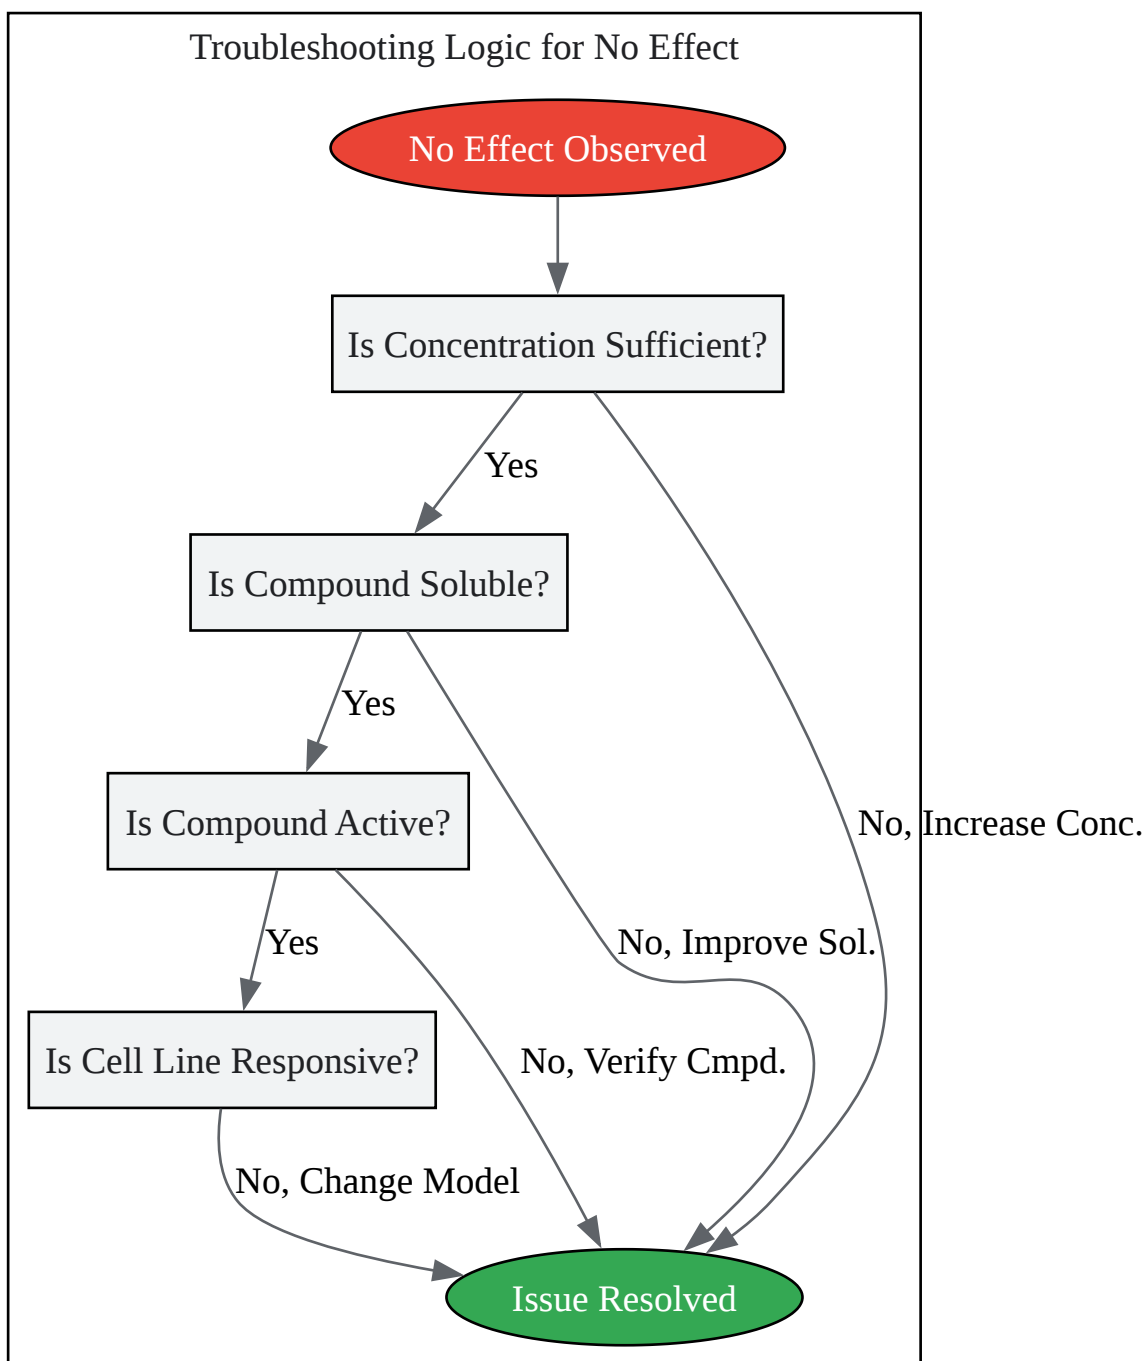 Troubleshooting Logic for No Effect
No Effect Observed
Is Concentration Sufficient?
Yes
Is Compound Soluble?
Yes
Is Compound Active?
No, Increase Conc.
Yes
No, Improve Sol.
Is Cell Line Responsive?
No, Verify Cmpd.
No, Change Model
Issue Resolved